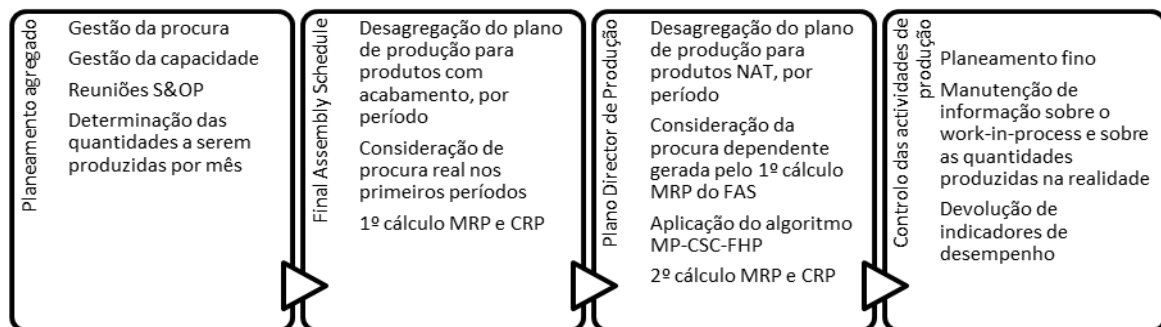 Planeamento agregado
Gestão da procura
Gestão da capacidade
Reuniões S&OP
Determinação das
quantidades a serem
produzidas por mês
Final Assembly Schedule
Desagregação do plano
de produção para
produtos com
acabamento, por
período
Consideração de
procura real nos
primeiros períodos
1º cálculo MRP e CRP
Plano Director de Produção
Desagregação do plano
de produção para
produtos NAT, por
período
Consideração da
procura dependente
gerada pelo 1º cálculo
MRP do FAS
Aplicação do algoritmo
MP-CSC-FHP
2º cálculo MRP e CRP
Controlo das actividades de
produção
Planeamento fino
Manutenção de
informação sobre o
work-in-process e sobre
as quantidades
produzidas na realidade
Devolução de
indicadores de
desempenho